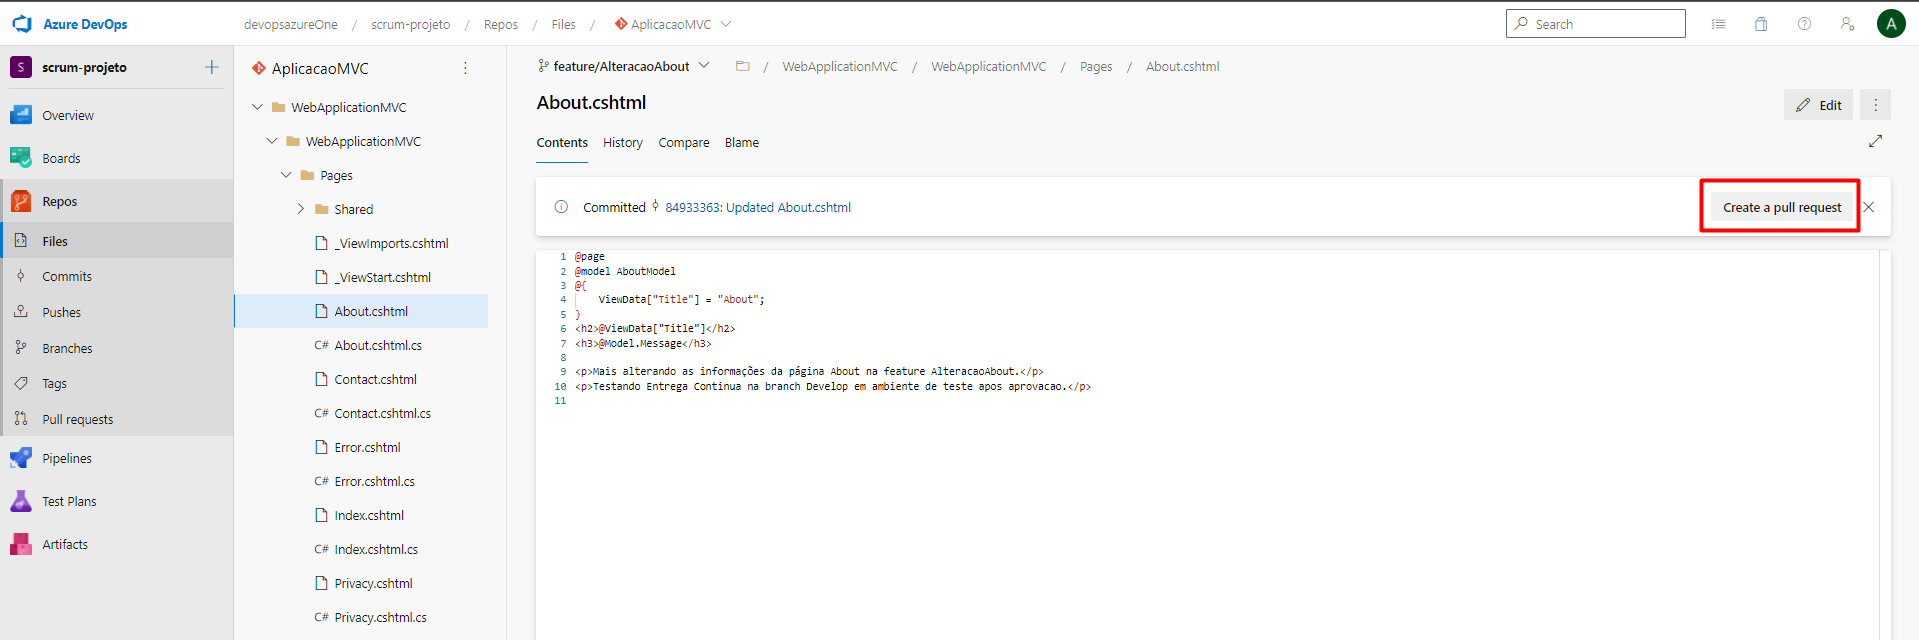 Azure DevOps
devopsazureOne / scrum-projeto / Repos / Files / AplicacaoMVC
Search
A
S scrum-projeto
Overview
Boards
Repos
Files
Commits
Pushes
Branches
Tags
Pull requests
Pipelines
Test Plans
Artifacts
AplicacaoMVC
WebApplicationMVC
WebApplicationMVC
Pages
Shared
_ViewImports.cshtml
_ViewStart.cshtml
About.cshtml
C# About.cshtml.cs
Contact.cshtml
C# Contact.cshtml.cs
Error.cshtml
C# Error.cshtml.cs
Index.cshtml
C# Index.cshtml.cs
Privacy.cshtml
C# Privacy.cshtml.cs
feature/AlteracaoAbout / WebApplicationMVC / WebApplicationMVC / Pages / About.cshtml
About.cshtml
Edit
Contents History Compare Blame
Committed 84933363: Updated About.cshtml
Create a pull request
1 @page
2 @model AboutModel
3 @{
4 ViewData["Title"] = "About";
5 }
6 <h2>@ViewData["Title"]</h2>
7 <h3>@Model.Message</h3>
8
9 <p>Mais alterando as informações da página About na feature AlteracaoAbout.</p>
10 <p>Testando Entrega Continua na branch Develop em ambiente de teste apos aprovacao.</p>
11